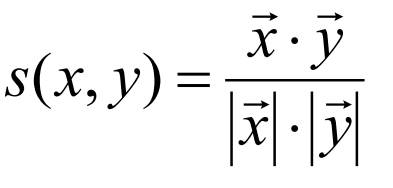 s(x, y) = \frac{\vec{x} \cdot \vec{y}}{|\vec{x}| \cdot |\vec{y}|}